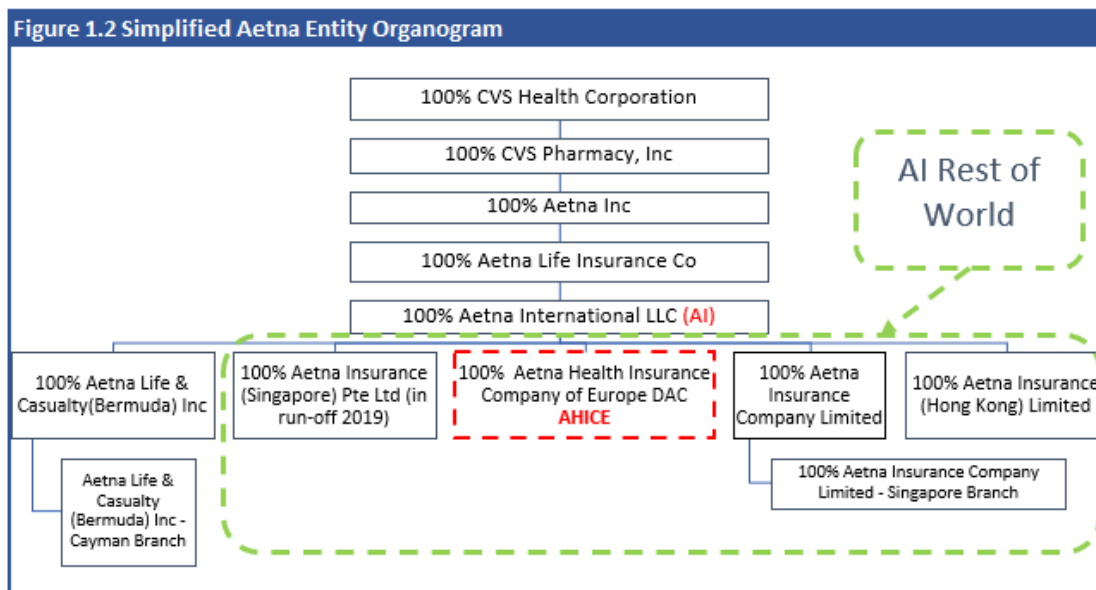 Figure 1.2 Simplified Aetna Entity Organogram
100% CVS Health Corporation
100% CVS Pharmacy, Inc
100% Aetna Inc
100% Aetna Life Insurance Co
100% Aetna International LLC (AI)
AI Rest of
World
100% Aetna Life &
Casualty(Bermuda) Inc
100% Aetna Insurance
(Singapore) Pte Ltd (in
run-off 2019)
100% Aetna Health Insurance
Company of Europe DAC
AHICE
100% Aetna
Insurance
Company Limited
100% Aetna Insurance
(Hong Kong) Limited
Aetna Life &
Casualty
(Bermuda) Inc -
Cayman Branch
100% Aetna Insurance Company
Limited - Singapore Branch